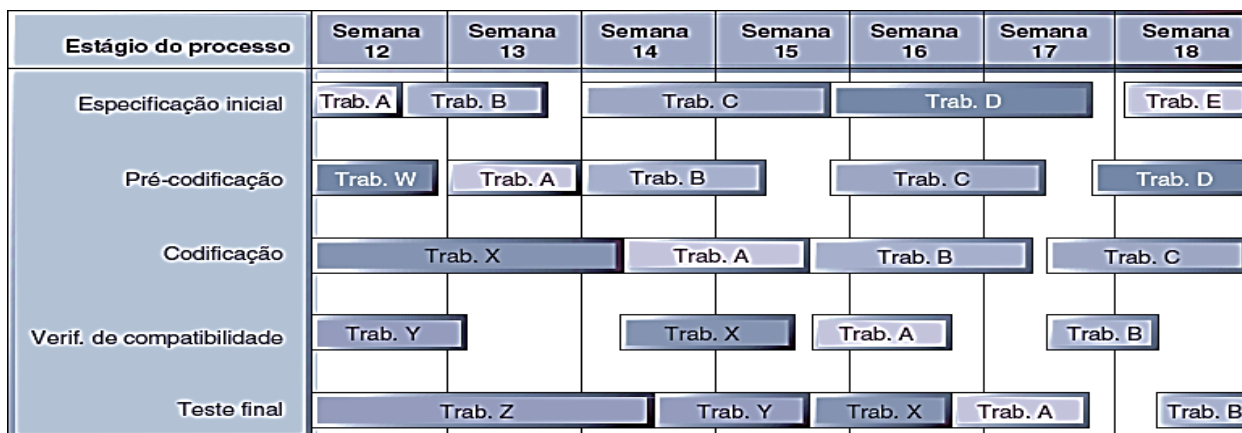 Estágio do processo Semana 12 Semana 13 Semana 14 Semana 15 Semana 16 Semana 17 Semana 18
Especificação inicial Trab. A Trab. B Trab. C Trab. D Trab. E
Pré-codificação Trab. W Trab. A Trab. B Trab. C Trab. D
Codificação Trab. X Trab. A Trab. B Trab. C
Verif. de compatibilidade Trab. Y Trab. X Trab. A Trab. B
Teste final Trab. Z Trab. Y Trab. X Trab. A Trab. B